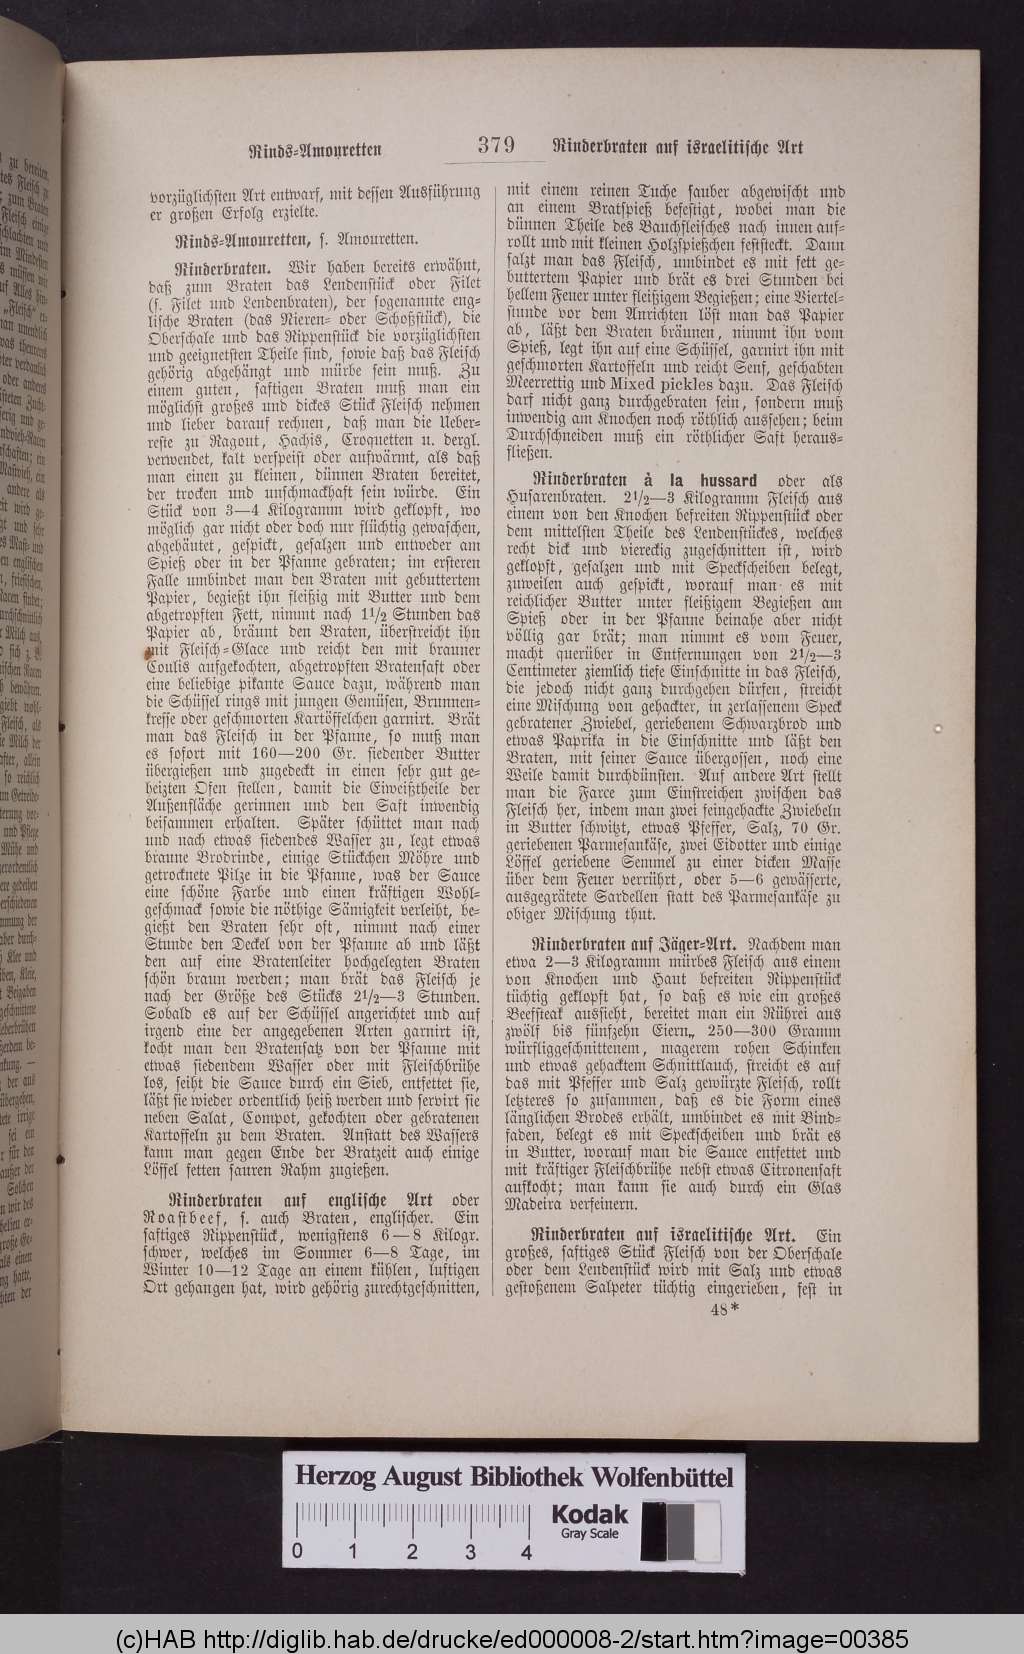 Rinds-Amouretten
379
Rinderbraten auf israelitische Art
vorzüglichsten Art entwarf, mit dessen Ausführung
er großen Erfolg erzielte.
Rinds-Amouretten, s. Amouretten.
Rinderbraten. Wir haben bereits erwähnt,
daß zum Braten das Lendenstück oder Filet
(s. Filet und Lendenbraten), der sogenannte eng-
lische Braten (das Nieren- oder Schoßstück), die
Oberschale und das Rippenstück die vorzüglichsten
und geeignetsten Theile sind, sowie daß das Fleisch
gehörig abgehängt und mürbe sein muß. Zu
einem guten, saftigen Braten muß man ein
möglichst großes und dickes Stück Fleisch nehmen
und lieber darauf rechnen, daß man die Ueber-
reste zu Ragout, Hachis, Croquetten u. dergl.
verwendet, kalt verspeist oder aufwärmt, als daß
man einen zu kleinen, dünnen Braten bereitet,
der trocken und unschmackhaft sein würde. Ein
Stück von 3—4 Kilogramm wird geklopft, wo
möglich gar nicht oder doch nur flüchtig gewaschen,
abgehäutet, gespickt, gesalzen und entweder am
Spieß oder in der Pfanne gebraten; im ersteren
Falle umbindet man den Braten mit gebuttertem
Papier, begießt ihn fleißig mit Butter und dem
abgetropften Fett, nimmt nach 1½ Stunden das
Papier ab, bräunt den Braten, überstreicht ihn
mit Fleisch-Glace und reicht den mit brauner
Coulis aufgekochten, abgetropften Bratensaft oder
eine beliebige pikante Sauce dazu, während man
die Schüssel rings mit jungen Gemüsen, Brunnen-
kresse oder geschmorten Kartöffelchen garnirt. Brät
man das Fleisch in der Pfanne, so muß man
es sofort mit 160—200 Gr. siedender Butter
übergießen und zugedeckt in einen sehr gut ge-
heizten Ofen stellen, damit die Eiweißtheile der
Außenfläche gerinnen und den Saft inwendig
beisammen erhalten. Später schüttet man nach
und nach etwas siedendes Wasser zu, legt etwas
braune Brodrinde, einige Stückchen Möhre und
getrocknete Pilze in die Pfanne, was der Sauce
eine schöne Farbe und einen kräftigen Wohl-
geschmack sowie die nöthige Sämigkeit verleiht, be-
gießt den Braten sehr oft, nimmt nach einer
Stunde den Deckel von der Pfanne ab und läßt
den auf eine Bratenleiter hochgelegten Braten
schön braun werden; man brät das Fleisch je
nach der Größe des Stücks 2½—3 Stunden.
Sobald es auf der Schüssel angerichtet und auf
irgend eine der angegebenen Arten garnirt ist,
kocht man den Bratensatz von der Pfanne mit
etwas siedendem Wasser oder mit Fleischbrühe
los, seiht die Sauce durch ein Sieb, entfettet sie,
läßt sie wieder ordentlich heiß werden und servirt sie
neben Salat, Compot, gekochten oder gebratenen
Kartoffeln zu dem Braten. Anstatt des Wassers
kann man gegen Ende der Bratzeit auch einige
Löffel fetten sauren Rahm zugießen.
Rinderbraten auf englische Art oder
Roastbeef, s. auch Braten, englischer. Ein
saftiges Rippenstück, wenigstens 6—8 Kilogr.
schwer, welches im Sommer 6—8 Tage, im
Winter 10—12 Tage an einem kühlen, luftigen
Ort gehangen hat, wird gehörig zurechtgeschnitten,
mit einem reinen Tuche sauber abgewischt und
an einem Bratspieß befestigt, wobei man die
dünnen Theile des Bauchfleisches nach innen auf-
rollt und mit kleinen Holzspießchen feststeckt. Dann
salzt man das Fleisch, umbindet es mit fett ge-
buttertem Papier und brät es drei Stunden bei
hellem Feuer unter fleißigem Begießen; eine Viertel-
stunde vor dem Anrichten löst man das Papier
ab, läßt den Braten bräunen, nimmt ihn vom
Spieß, legt ihn auf eine Schüssel, garnirt ihn mit
geschmorten Kartoffeln und reicht Senf, geschabten
Meerrettig und Mixed pickles dazu. Das Fleisch
darf nicht ganz durchgebraten sein, sondern muß
inwendig am Knochen noch röthlich aussehen; beim
Durchschneiden muß ein röthlicher Saft heraus-
fließen.
Rinderbraten à la hussard oder als
Husarenbraten. 2½—3 Kilogramm Fleisch aus
einem von den Knochen befreiten Rippenstück oder
dem mittelsten Theile des Lendenstückes, welches
recht dick und viereckig zugeschnitten ist, wird
geklopft, gesalzen und mit Speckscheiben belegt,
zuweilen auch gespickt, worauf man es mit
reichlicher Butter unter fleißigem Begießen am
Spieß oder in der Pfanne beinahe aber nicht
völlig gar brät; man nimmt es vom Feuer,
macht querüber in Entfernungen von 2½—3
Centimeter ziemlich tiefe Einschnitte in das Fleisch,
die jedoch nicht ganz durchgehen dürfen, streicht
eine Mischung von gehackter, in zerlassenem Speck
gebratener Zwiebel, geriebenem Schwarzbrod und
etwas Paprika in die Einschnitte und läßt den
Braten, mit seiner Sauce übergossen, noch eine
Weile damit durchdünsten. Auf andere Art stellt
man die Farce zum Einstreichen zwischen das
Fleisch her, indem man zwei feingehackte Zwiebeln
in Butter schwitzt, etwas Pfeffer, Salz, 70 Gr.
geriebenen Parmesankäse, zwei Eidotter und einige
Löffel geriebene Semmel zu einer dicken Masse
über dem Feuer verrührt, oder 5—6 gewässerte,
ausgegrätete Sardellen statt des Parmesankäse zu
obiger Mischung thut.
Rinderbraten auf Jäger-Art. Nachdem man
etwa 2—3 Kilogramm mürbes Fleisch aus einem
von Knochen und Haut befreiten Rippenstück
tüchtig geklopft hat, so daß es wie ein großes
Beefsteak aussieht, bereitet man ein Rührei aus
zwölf bis fünfzehn Eiern„ 250—300 Gramm
würfliggeschnittenem, magerem rohen Schinken
und etwas gehacktem Schnittlauch, streicht es auf
das mit Pfeffer und Salz gewürzte Fleisch, rollt
letzteres so zusammen, daß es die Form eines
länglichen Brodes erhält, umbindet es mit Bind-
faden, belegt es mit Speckscheiben und brät es
in Butter, worauf man die Sauce entfettet und
mit kräftiger Fleischbrühe nebst etwas Citronensaft
aufkocht; man kann sie auch durch ein Glas
Madeira verfeinern.
Rinderbraten auf israelitische Art. Ein
großes, saftiges Stück Fleisch von der Oberschale
oder dem Lendenstück wird mit Salz und etwas
gestoßenem Salpeter tüchtig eingerieben, fest in
48*
Herzog August Bibliothek Wolfenbüttel
0 1 2 3 4
Kodak
Gray Scale
(c)HAB http://diglib.hab.de/drucke/ed000008-2/start.htm?image=00385